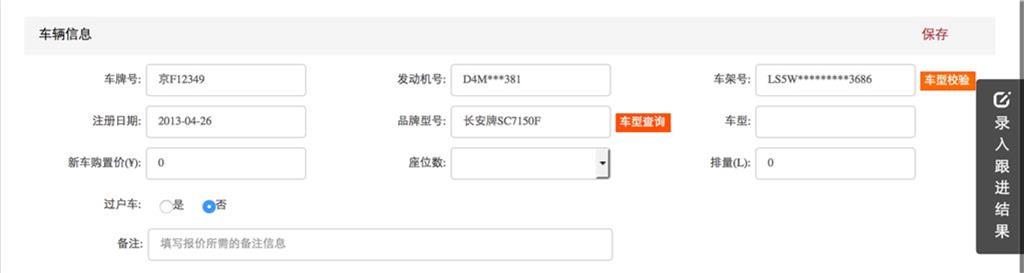 车辆信息 保存
车牌号: 京F12349 发动机号: D4M***381 车架号: LS5W*********3686 车型校验
注册日期: 2013-04-26 品牌型号: 长安牌SC7150F 车型查询 车型:
新车购置价(¥): 0 座位数: 排量(L): 0
过户车: 是 否
备注: 填写报价所需的备注信息
录入跟进结果